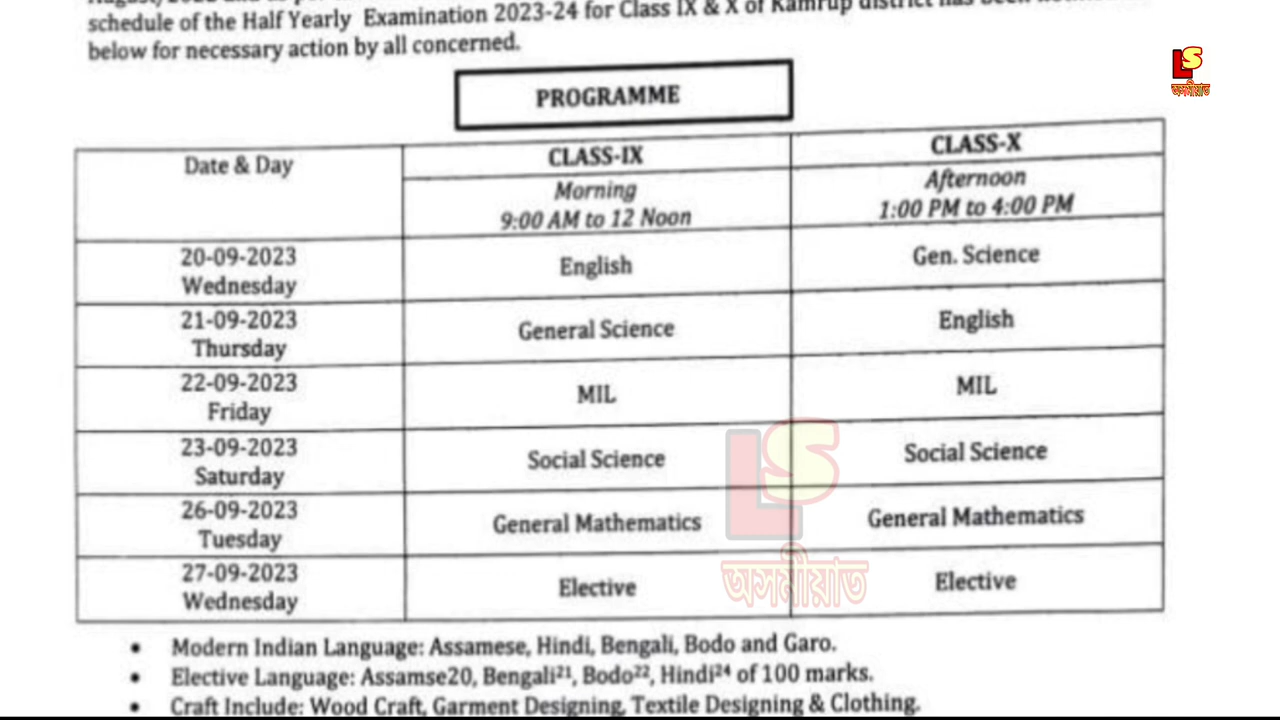 schedule of the Half Yearly Examination 2023-24 for Class IX & X of Kamrup district has been
below for necessary action by all concerned.
LS
অসমীয়াত
PROGRAMME
Date & Day
CLASS-IX
CLASS-X
Morning
9:00 AM to 12 Noon
Afternoon
1:00 PM to 4:00 PM
20-09-2023
Wednesday
English
Gen. Science
21-09-2023
Thursday
General Science
English
22-09-2023
Friday
MIL
MIL
23-09-2023
Saturday
Social Science
Social Science
26-09-2023
Tuesday
General Mathematics
General Mathematics
27-09-2023
Wednesday
Elective
Elective
LS
অসমীয়াত
• Modern Indian Language: Assamese, Hindi, Bengali, Bodo and Garo.
• Elective Language: Assamse20, Bengali²¹, Bodo²², Hindi²⁴ of 100 marks.
• Craft Include: Wood Craft, Garment Designing, Textile Designing & Clothing.